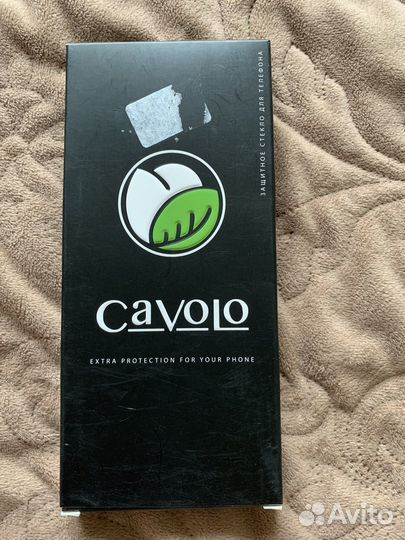 ЗАЩИТНОЕ СТЕКЛО ДЛЯ ТЕЛЕФОНА
CaVOLO
EXTRA PROTECTION FOR YOUR PHONE
Avito